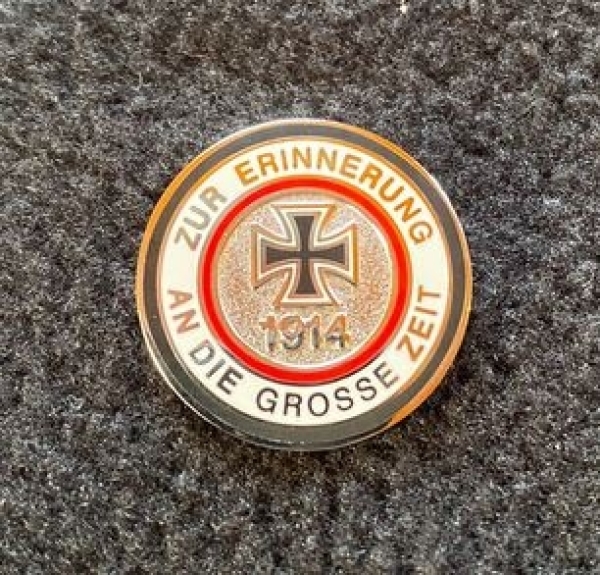 ZUR ERINNERUNG
AN DIE GROSSE ZEIT
1914